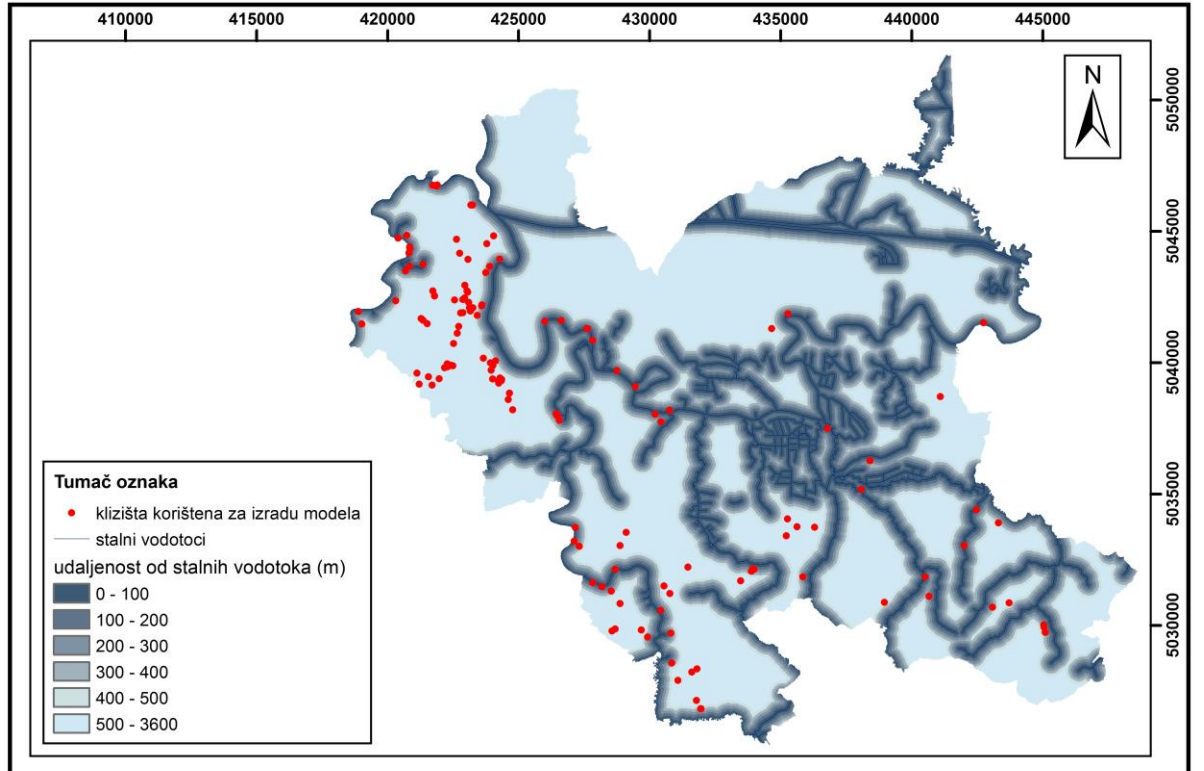 410000 415000 420000 425000 430000 435000 440000 445000
N
5050000
5045000
5040000
5035000
5030000
Tumač oznaka
klizišta korištena za izradu modela
stalni vodotoci
udaljenost od stalnih vodotoka (m)
0 - 100
100 - 200
200 - 300
300 - 400
400 - 500
500 - 3600